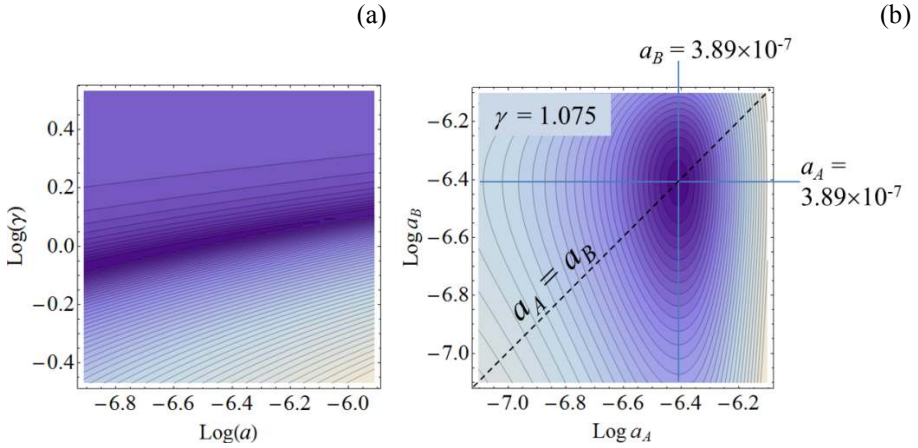 (a)
0.4
0.2
0.0
−0.2
−0.4
Log(γ)
−6.8 −6.6 −6.4 −6.2 −6.0
Log(a)
(b)
a_B = 3.89×10⁻⁷
γ = 1.075
a_A =
3.89×10⁻⁷
a_A = a_B
−6.2
−6.4
−6.6
−6.8
−7.0
Log a_B
−7.0 −6.8 −6.6 −6.4 −6.2
Log a_A